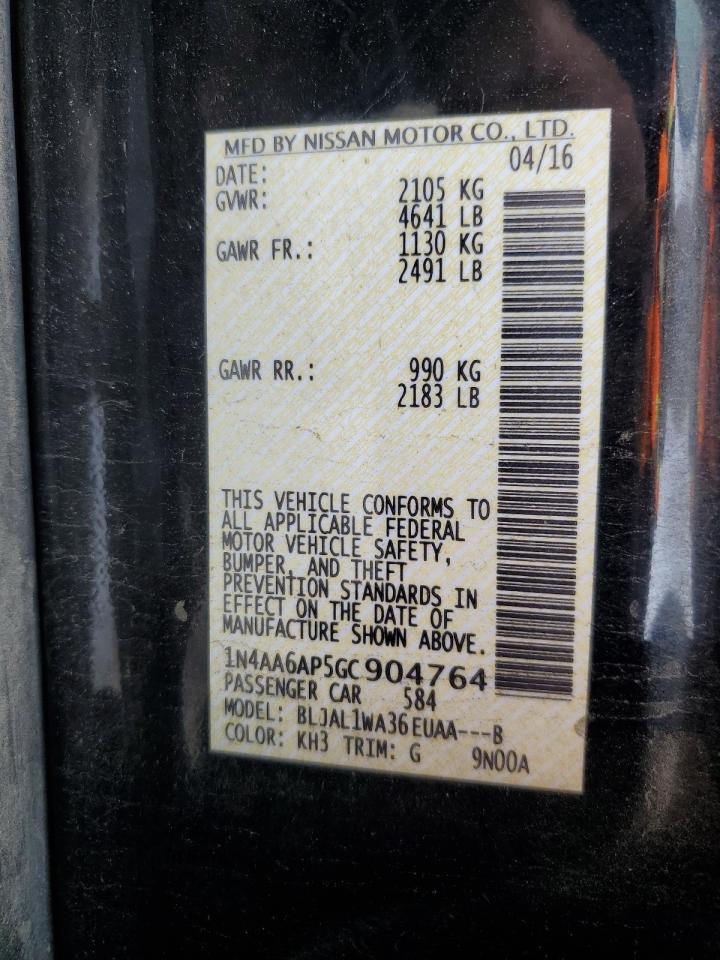 MFD BY NISSAN MOTOR CO., LTD.
DATE: 04/16
GVWR: 2105 KG
4641 LB
GAWR FR.: 1130 KG
2491 LB
GAWR RR.: 990 KG
2183 LB
THIS VEHICLE CONFORMS TO
ALL APPLICABLE FEDERAL
MOTOR VEHICLE SAFETY,
BUMPER, AND THEFT
PREVENTION STANDARDS IN
EFFECT ON THE DATE OF
MANUFACTURE SHOWN ABOVE.
1N4AA6AP5GC904764
PASSENGER CAR 584
MODEL: BLJAL1WA36EUAA---B
COLOR: KH3 TRIM: G 9N00A